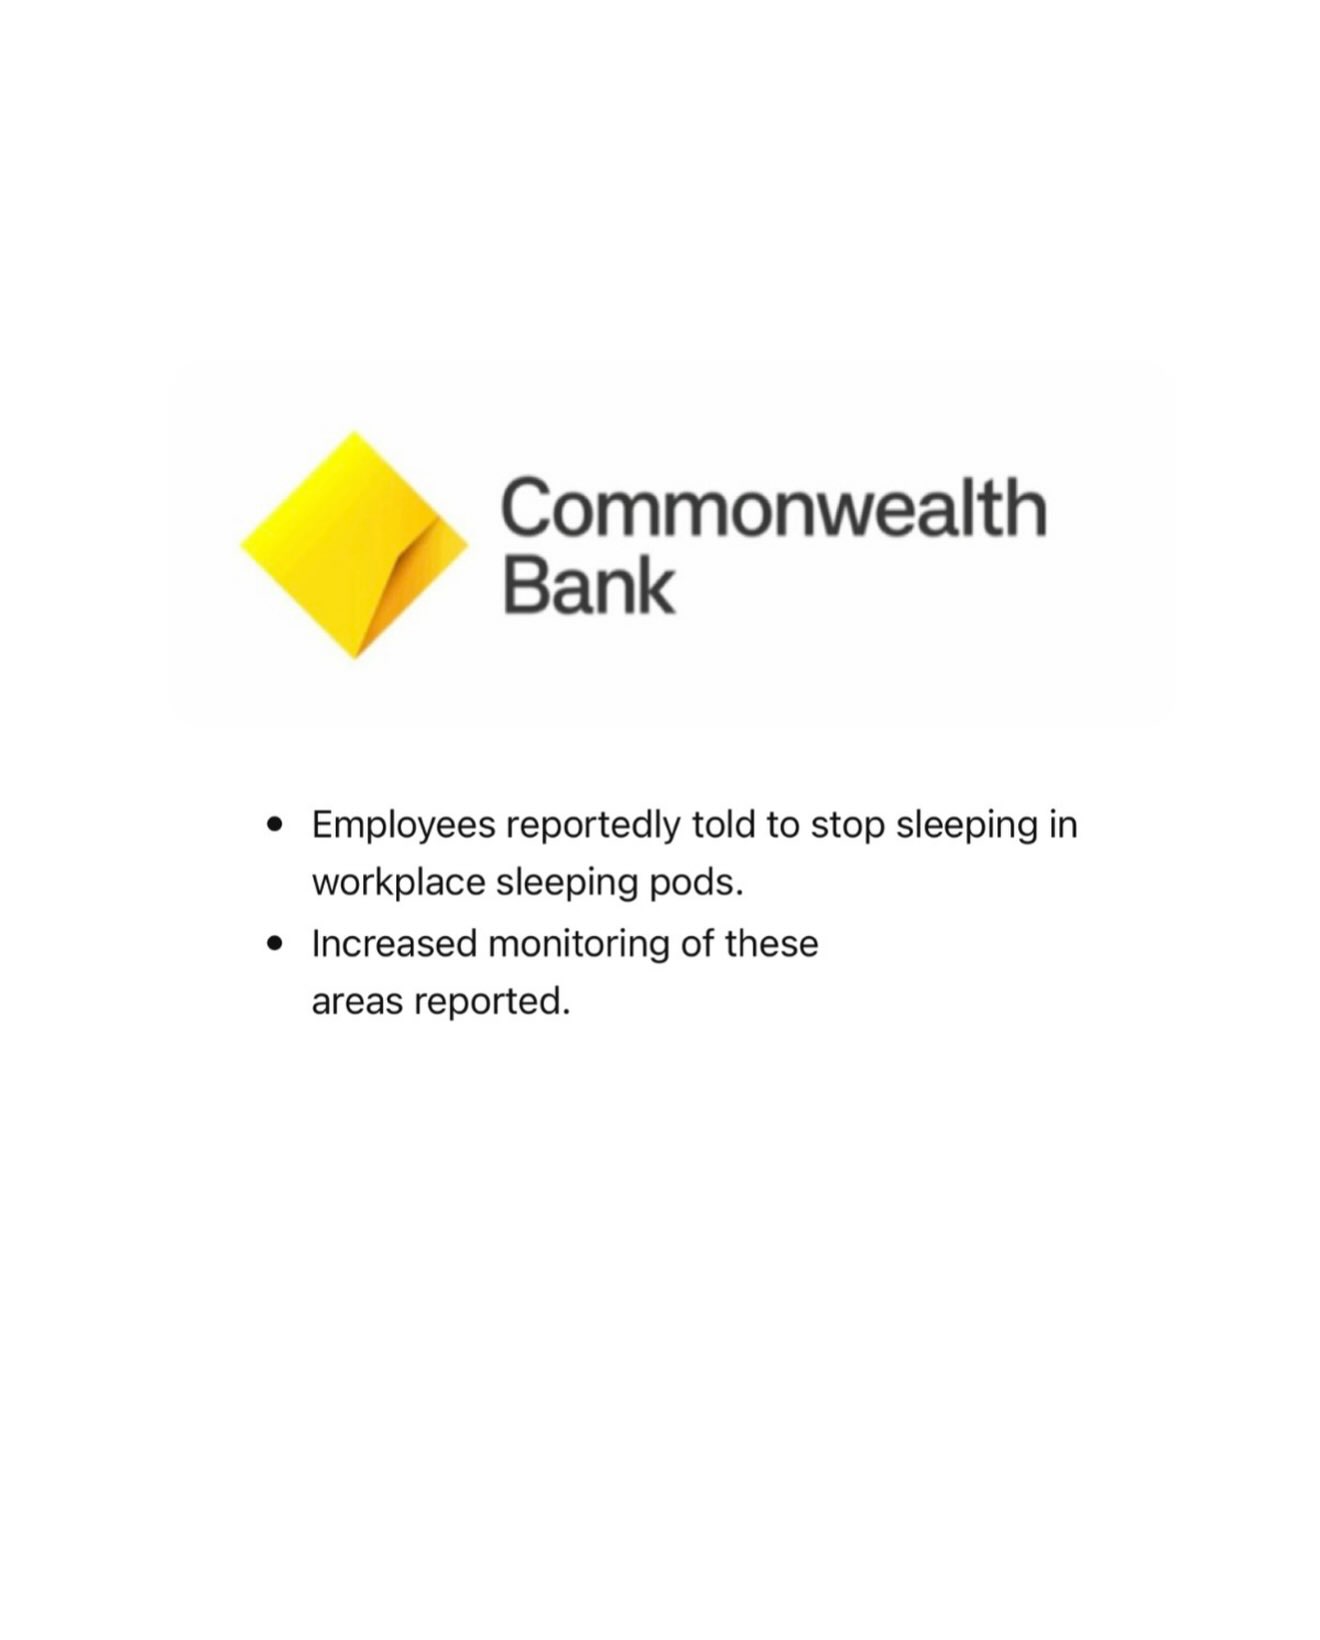 Commonwealth
Bank
• Employees reportedly told to stop sleeping in
workplace sleeping pods.
• Increased monitoring of these
areas reported.